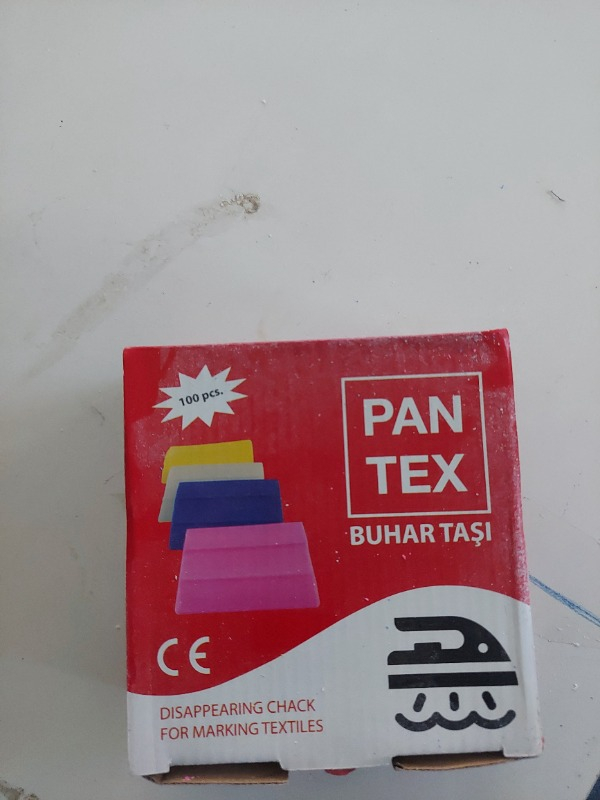 100 pcs.
PAN
TEX
BUHAR TAŞI
CE
DISAPPEARING CHACK
FOR MARKING TEXTILES